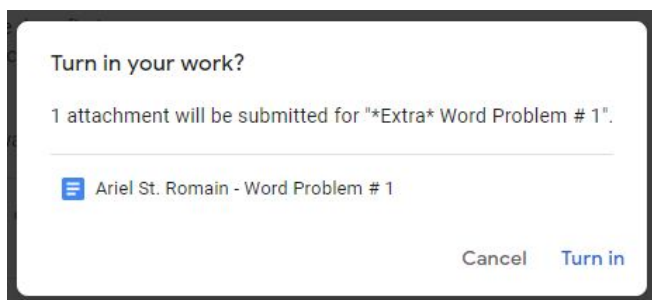 Turn in your work?
1 attachment will be submitted for "*Extra* Word Problem # 1".
Ariel St. Romain - Word Problem # 1
Cancel Turn in